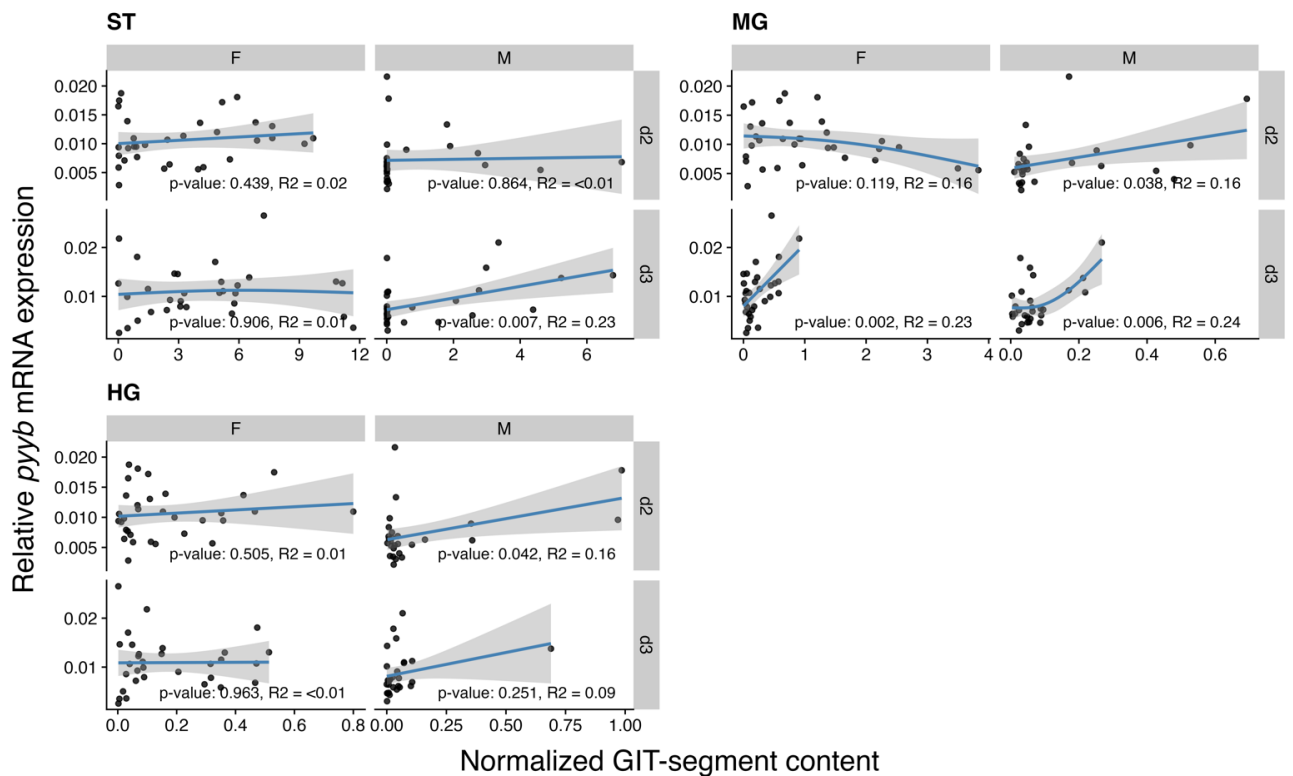 ST
F
M
0.020
0.015
0.010
0.005
p-value: 0.439, R2 = 0.02
p-value: 0.864, R2 = <0.01
d2
0.02
0.01
p-value: 0.906, R2 = 0.01
p-value: 0.007, R2 = 0.23
d3
0 3 6 9 12
0 2 4 6
MG
F
M
0.020
0.015
0.010
0.005
p-value: 0.119, R2 = 0.16
p-value: 0.038, R2 = 0.16
d2
0.02
0.01
p-value: 0.002, R2 = 0.23
p-value: 0.006, R2 = 0.24
d3
0 1 2 3 4
0.0 0.2 0.4 0.6
HG
F
M
0.020
0.015
0.010
0.005
p-value: 0.505, R2 = 0.01
p-value: 0.042, R2 = 0.16
d2
0.02
0.01
p-value: 0.963, R2 = <0.01
p-value: 0.251, R2 = 0.09
d3
0.0 0.2 0.4 0.6 0.8
0.00 0.25 0.50 0.75 1.00
Relative pyyb mRNA expression
Normalized GIT-segment content